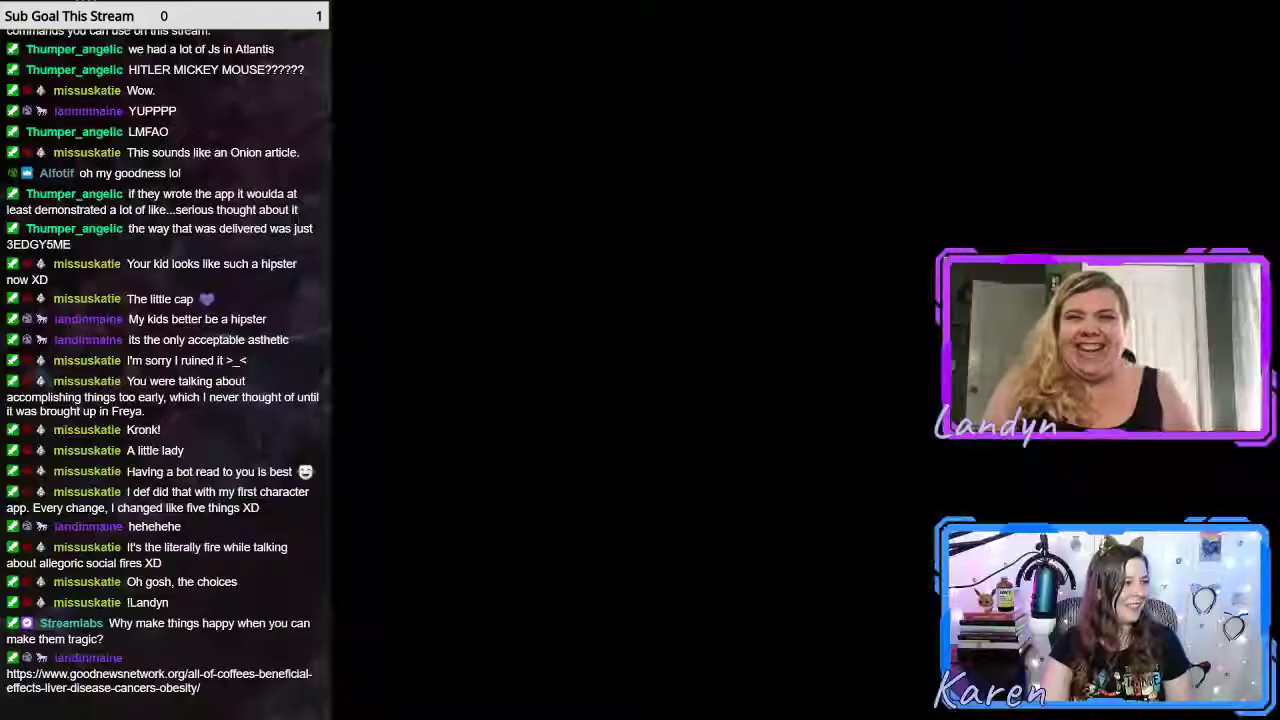 Sub Goal This Stream 0 1
commands you can use on this stream.
Thumper_angelic we had a lot of Js in Atlantis
Thumper_angelic HITLER MICKEY MOUSE??????
missuskatie Wow.
landinmaine YUPPPP
Thumper_angelic LMFAO
missuskatie This sounds like an Onion article.
Alfotif oh my goodness lol
Thumper_angelic if they wrote the app it woulda at
least demonstrated a lot of like...serious thought about it
Thumper_angelic the way that was delivered was just
3EDGY5ME
missuskatie Your kid looks like such a hipster
now XD
missuskatie The little cap
landinmaine My kids better be a hipster
landinmaine its the only acceptable asthetic
missuskatie I'm sorry I ruined it >_<
missuskatie You were talking about
accomplishing things too early, which I never thought of until
it was brought up in Freya.
missuskatie Kronk!
missuskatie A little lady
missuskatie Having a bot read to you is best
missuskatie I def did that with my first character
app. Every change, I changed like five things XD
landinmaine hehehehe
missuskatie It's the literally fire while talking
about allegoric social fires XD
missuskatie Oh gosh, the choices
missuskatie !Landyn
Streamlabs Why make things happy when you can
make them tragic?
landinmaine
https://www.goodnewsnetwork.org/all-of-coffees-beneficial-
effects-liver-disease-cancers-obesity/
Landyn
Karen